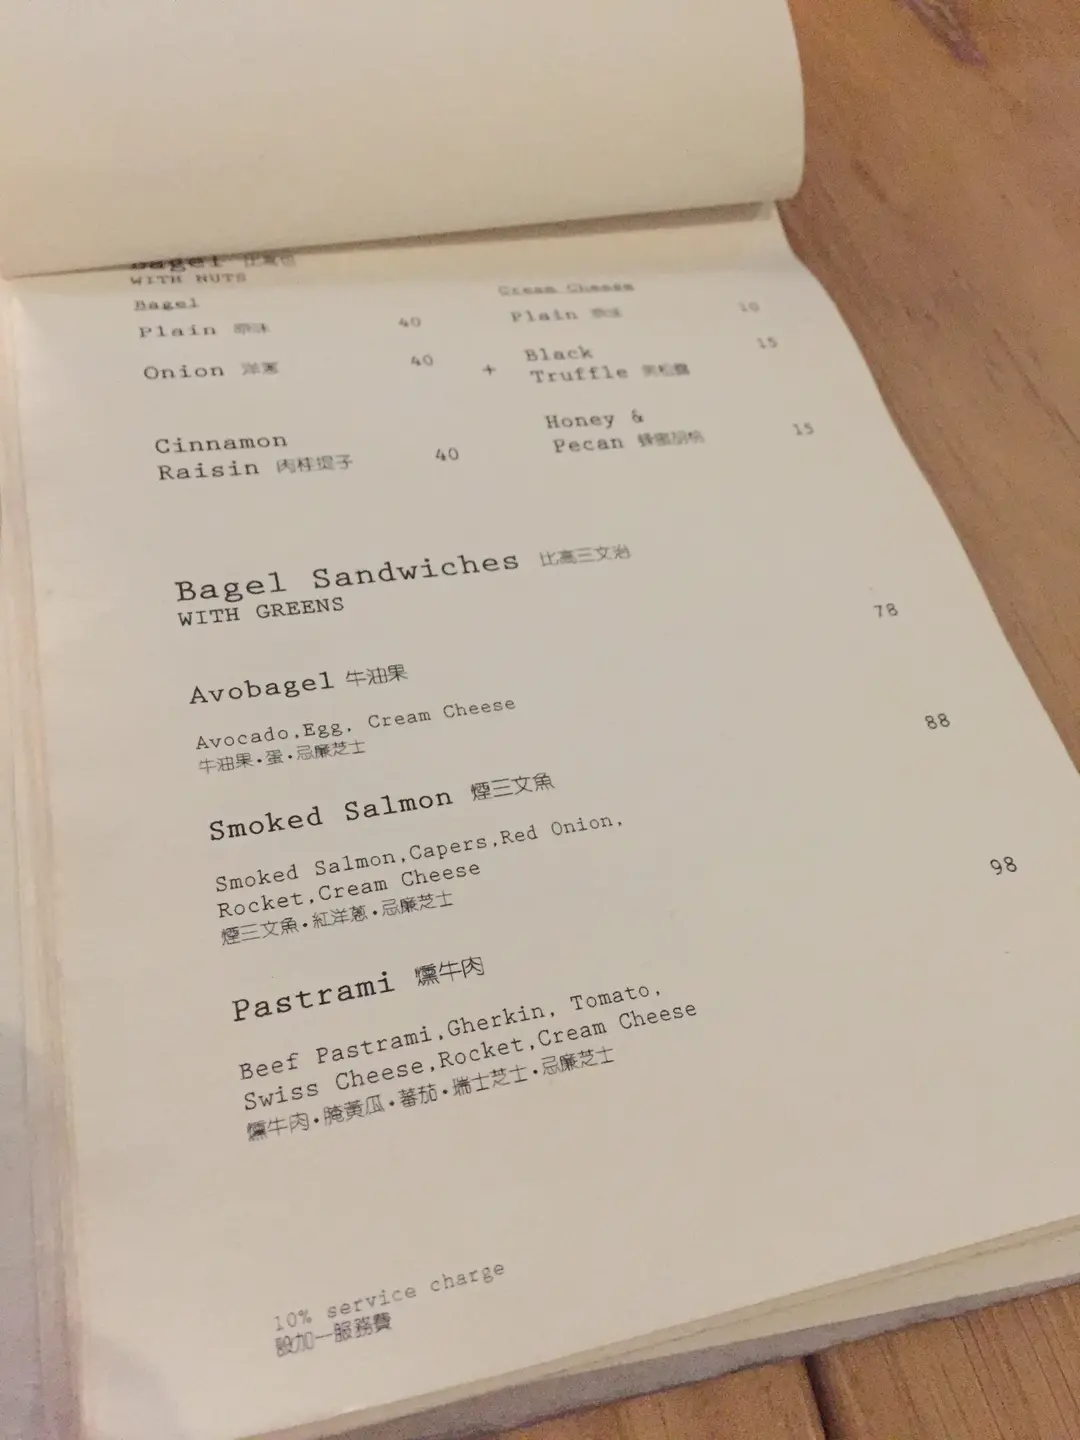 Bagel 比高包
WITH NUTS
Bagel
Plain 原味 40
Onion 洋蔥 40
Cinnamon
Raisin 肉桂提子 40
Cream Cheese
Plain 原味 10
+ Black
Truffle 黑松露 15
Honey &
Pecan 蜂蜜胡桃 15
Bagel Sandwiches 比高三文治
WITH GREENS
Avobagel 牛油果 78
Avocado,Egg, Cream Cheese
牛油果・蛋・忌廉芝士
Smoked Salmon 煙三文魚 88
Smoked Salmon,Capers,Red Onion,
Rocket,Cream Cheese
煙三文魚・紅洋蔥・忌廉芝士
Pastrami 燻牛肉 98
Beef Pastrami,Gherkin, Tomato,
Swiss Cheese,Rocket,Cream Cheese
燻牛肉・腌黃瓜・蕃茄・瑞士芝士・忌廉芝士
10% service charge
設加一服務費